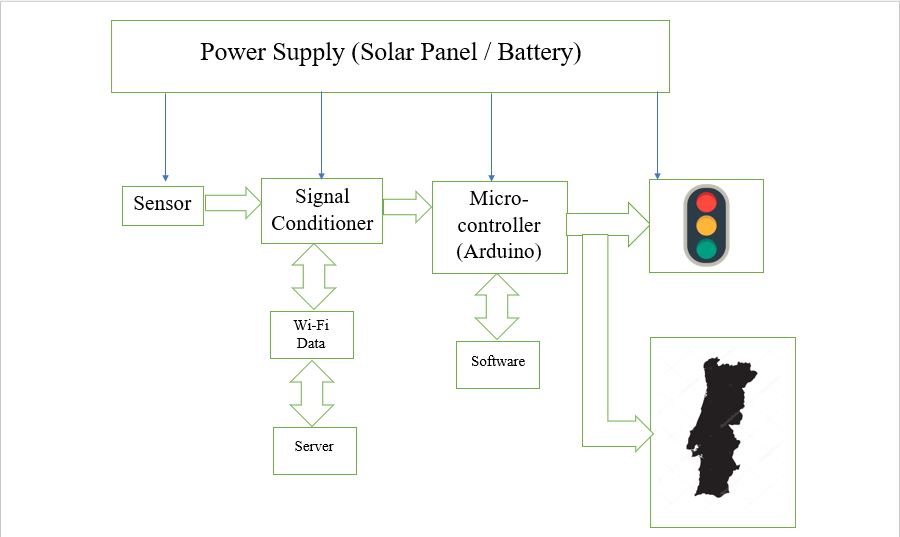 Power Supply (Solar Panel / Battery)
Sensor
Signal
Conditioner
Micro-
controller
(Arduino)
Wi-Fi
Data
Software
Server